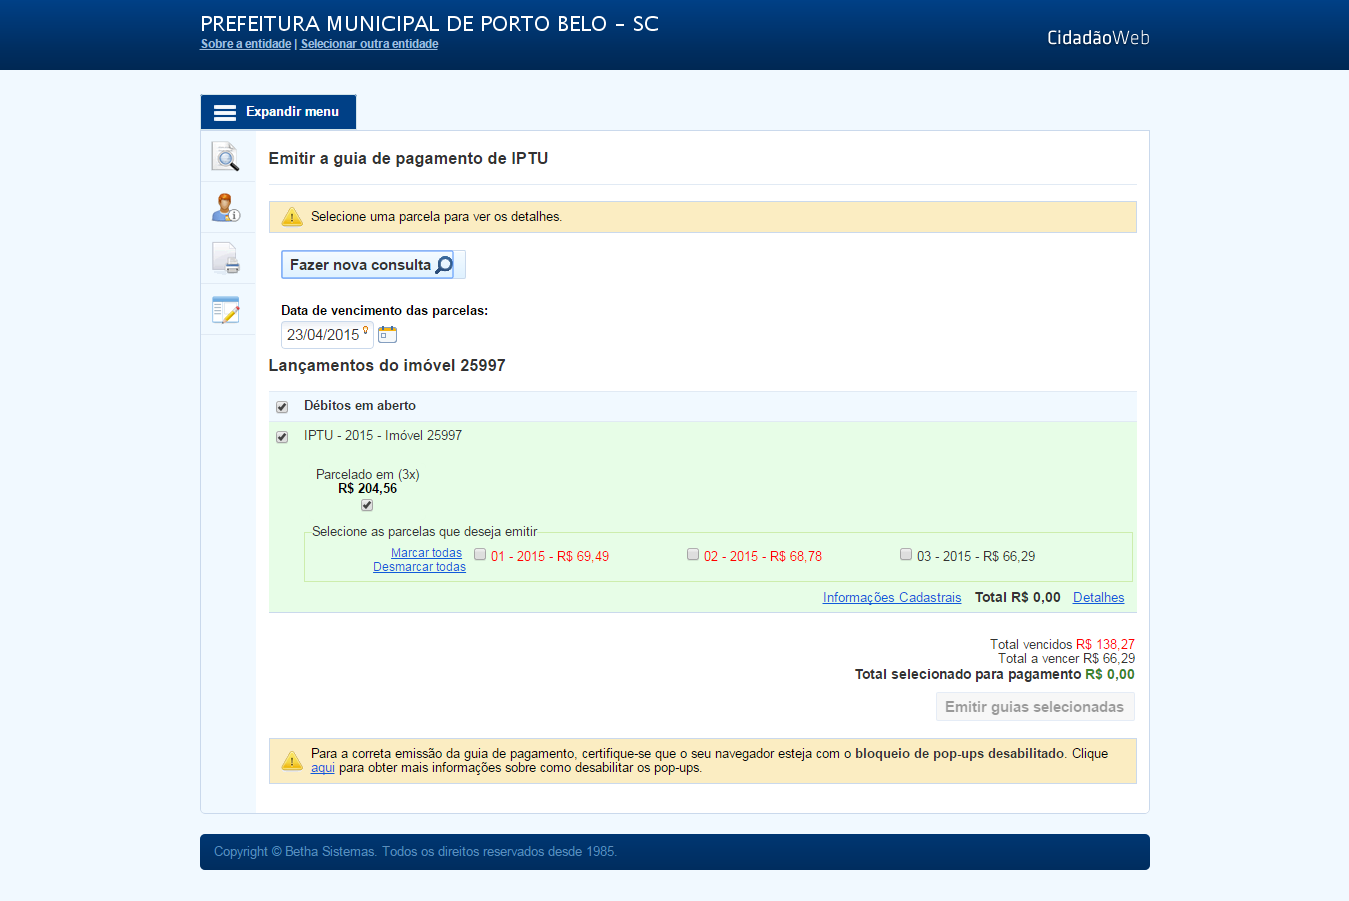 PREFEITURA MUNICIPAL DE PORTO BELO - SC
Sobre a entidade | Selecionar outra entidade
CidadãoWeb
Expandir menu
Emitir a guia de pagamento de IPTU
Selecione uma parcela para ver os detalhes.
Fazer nova consulta
Data de vencimento das parcelas:
23/04/2015
Lançamentos do imóvel 25997
Débitos em aberto
IPTU - 2015 - Imóvel 25997
Parcelado em (3x)
R$ 204,56
Selecione as parcelas que deseja emitir
Marcar todas
Desmarcar todas
01 - 2015 - R$ 69,49
02 - 2015 - R$ 68,78
03 - 2015 - R$ 66,29
Informações Cadastrais Total R$ 0,00 Detalhes
Total vencidos R$ 138,27
Total a vencer R$ 66,29
Total selecionado para pagamento R$ 0,00
Emitir guias selecionadas
Para a correta emissão da guia de pagamento, certifique-se que o seu navegador esteja com o bloqueio de pop-ups desabilitado. Clique
aqui para obter mais informações sobre como desabilitar os pop-ups.
Copyright © Betha Sistemas. Todos os direitos reservados desde 1985.